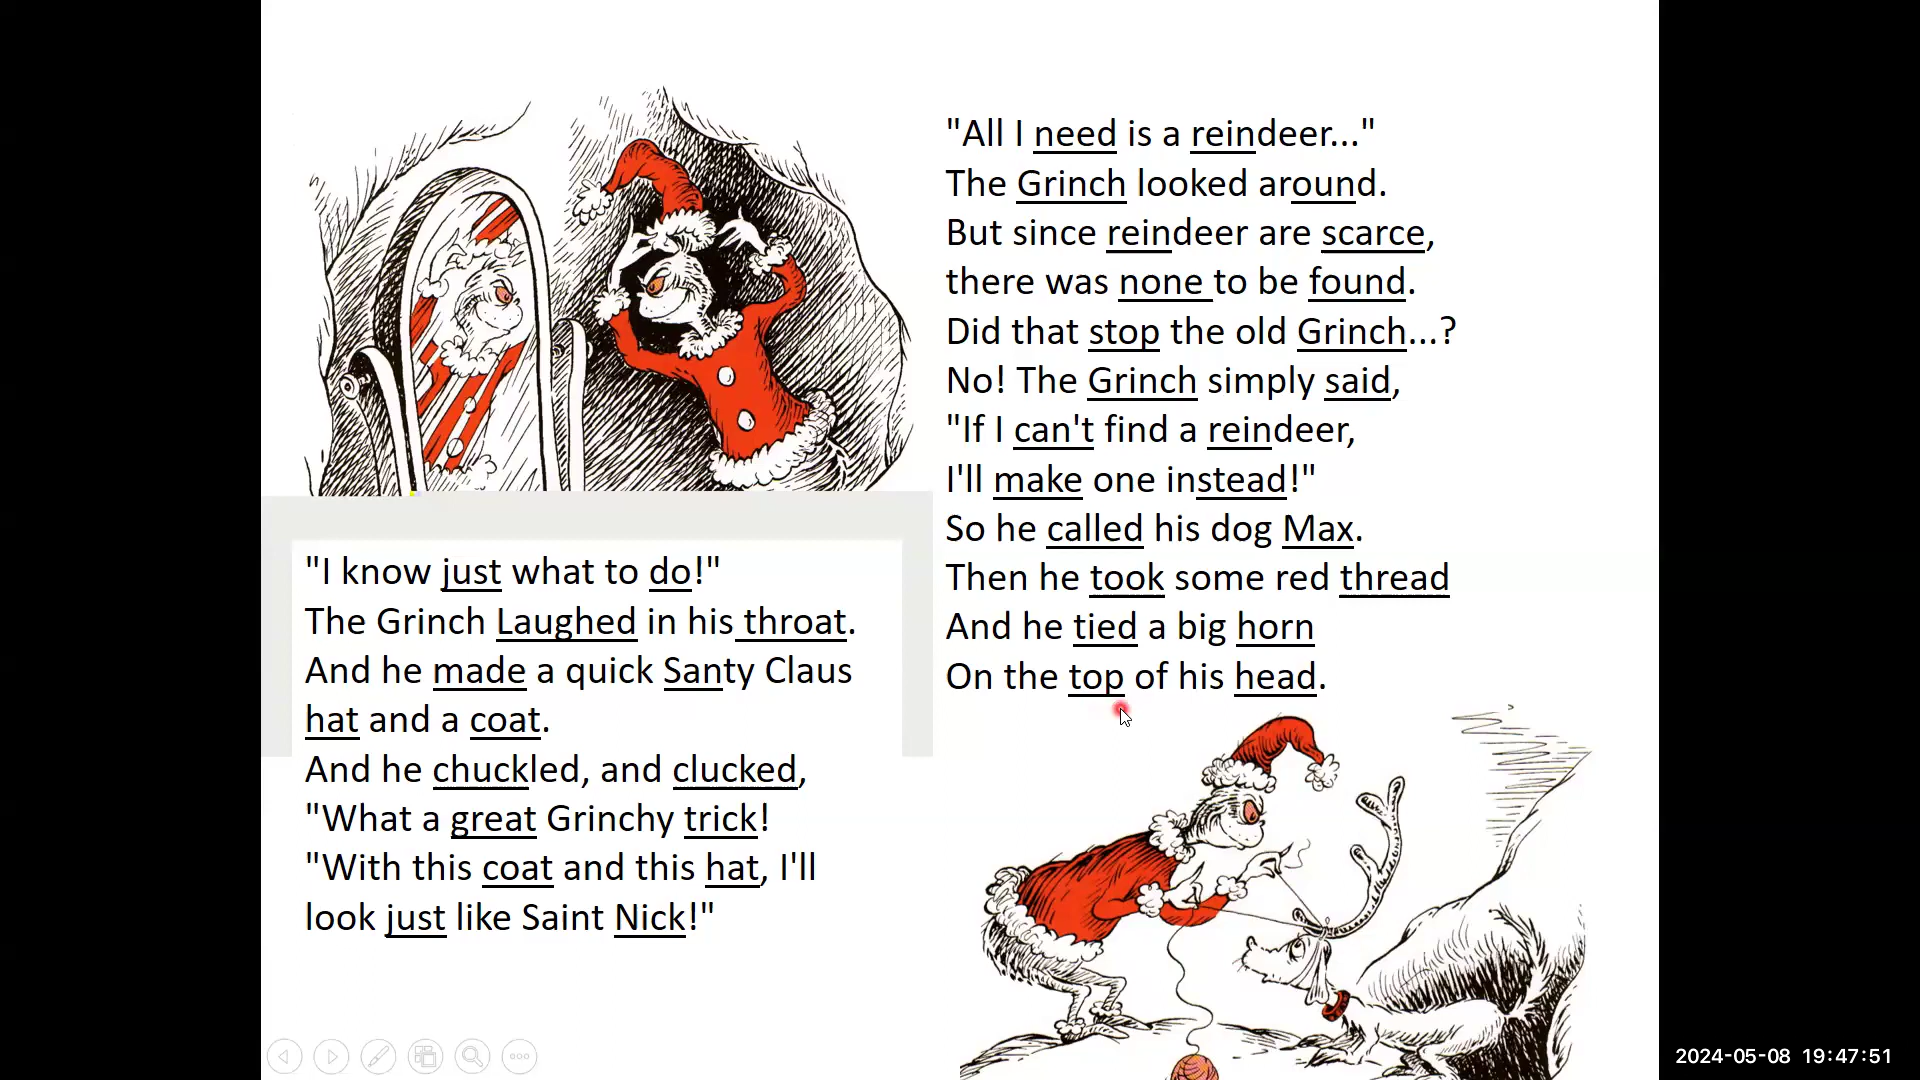 "I know just what to do!"
The Grinch Laughed in his throat.
And he made a quick Santy Claus
hat and a coat.
And he chuckled, and clucked,
"What a great Grinchy trick!
"With this coat and this hat, I'll
look just like Saint Nick!"
"All I need is a reindeer..."
The Grinch looked around.
But since reindeer are scarce,
there was none to be found.
Did that stop the old Grinch...?
No! The Grinch simply said,
"If I can't find a reindeer,
I'll make one instead!"
So he called his dog Max.
Then he took some red thread
And he tied a big horn
On the top of his head.
2024-05-08 19:47:51